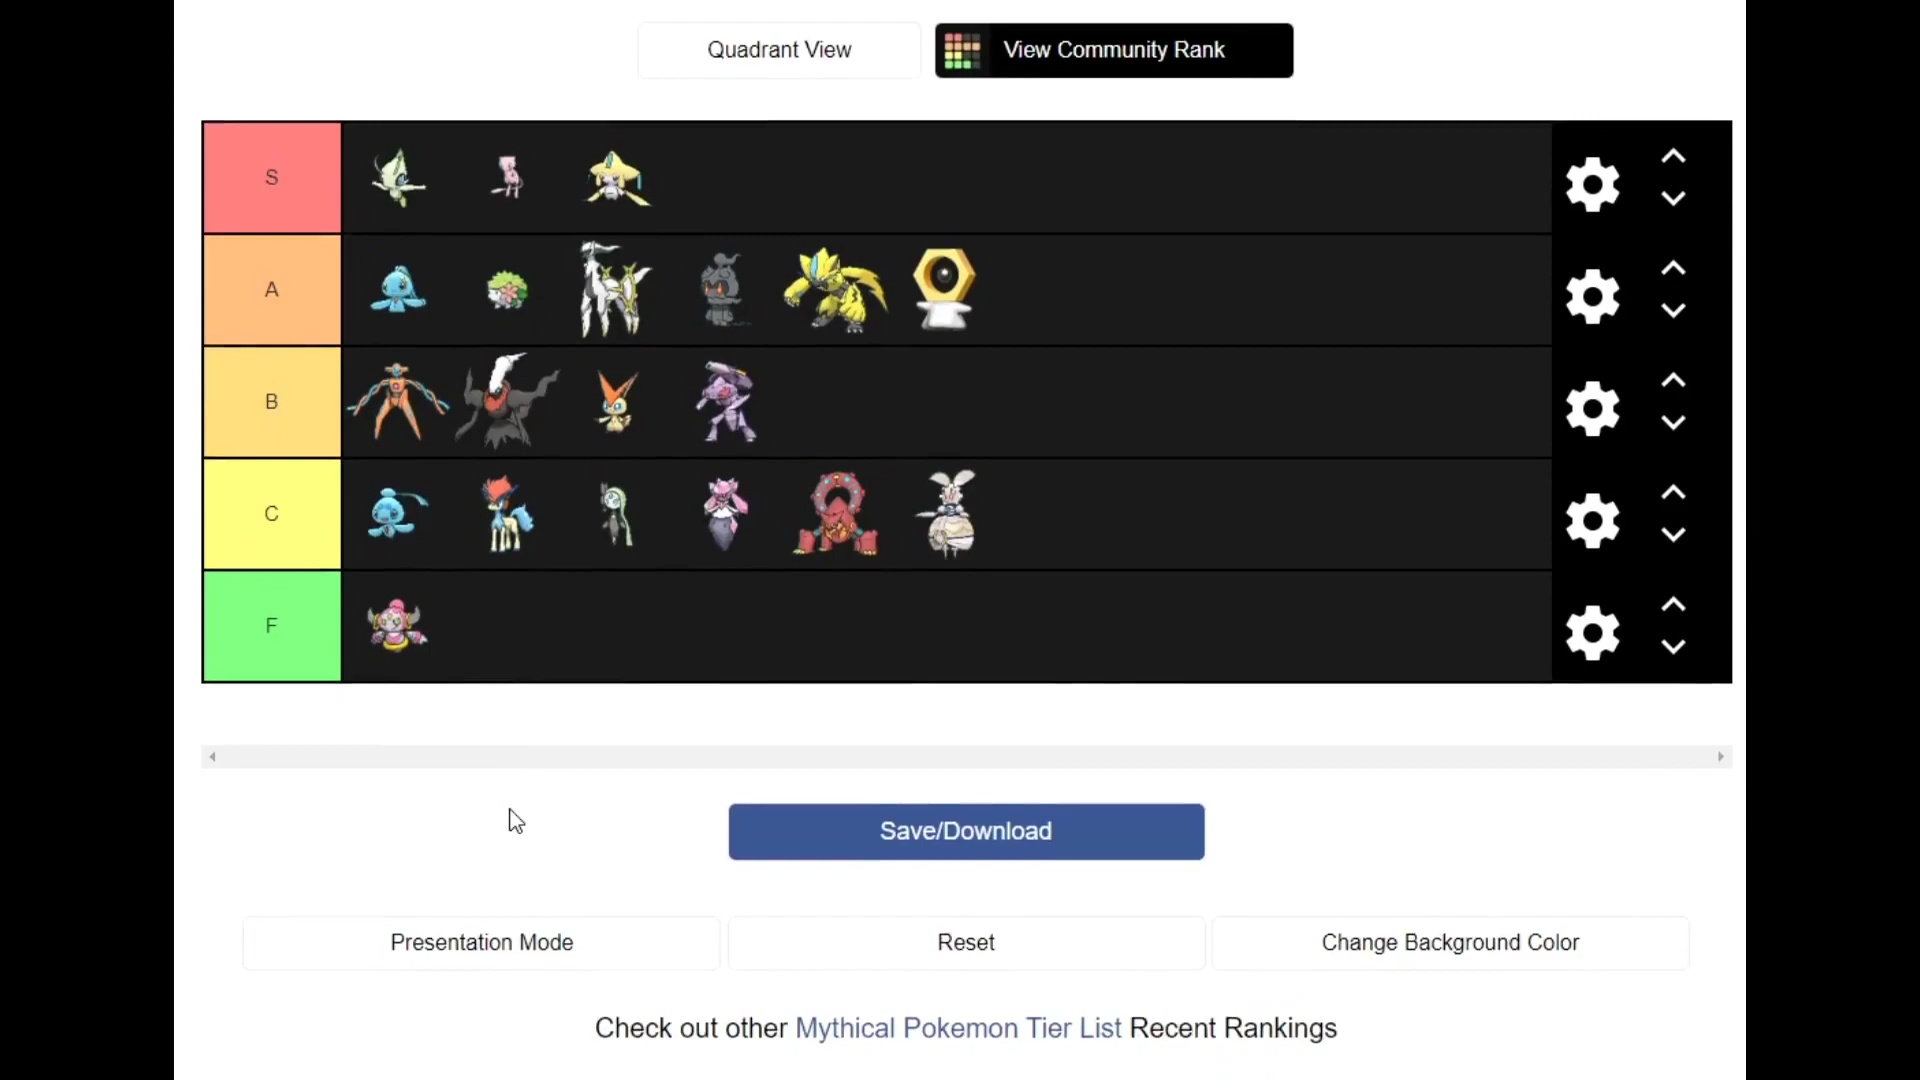 Quadrant View
View Community Rank
S
A
B
C
F
Save/Download
Presentation Mode
Reset
Change Background Color
Check out other Mythical Pokemon Tier List Recent Rankings